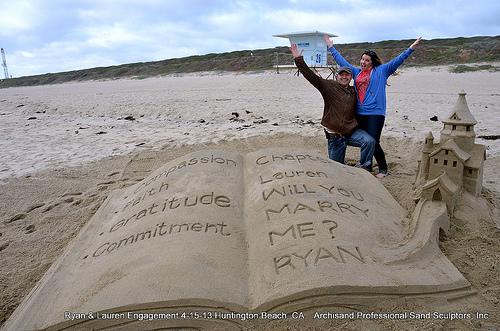 Compassion
• Faith
• Gratitude
• Commitment
Chapter
Lauren
WiLL YOU
MARRY
ME?
RYAN
Ryan & Lauren Engagement 4-15-13 Huntington Beach, CA Archisand Professional Sand Sculptors, Inc